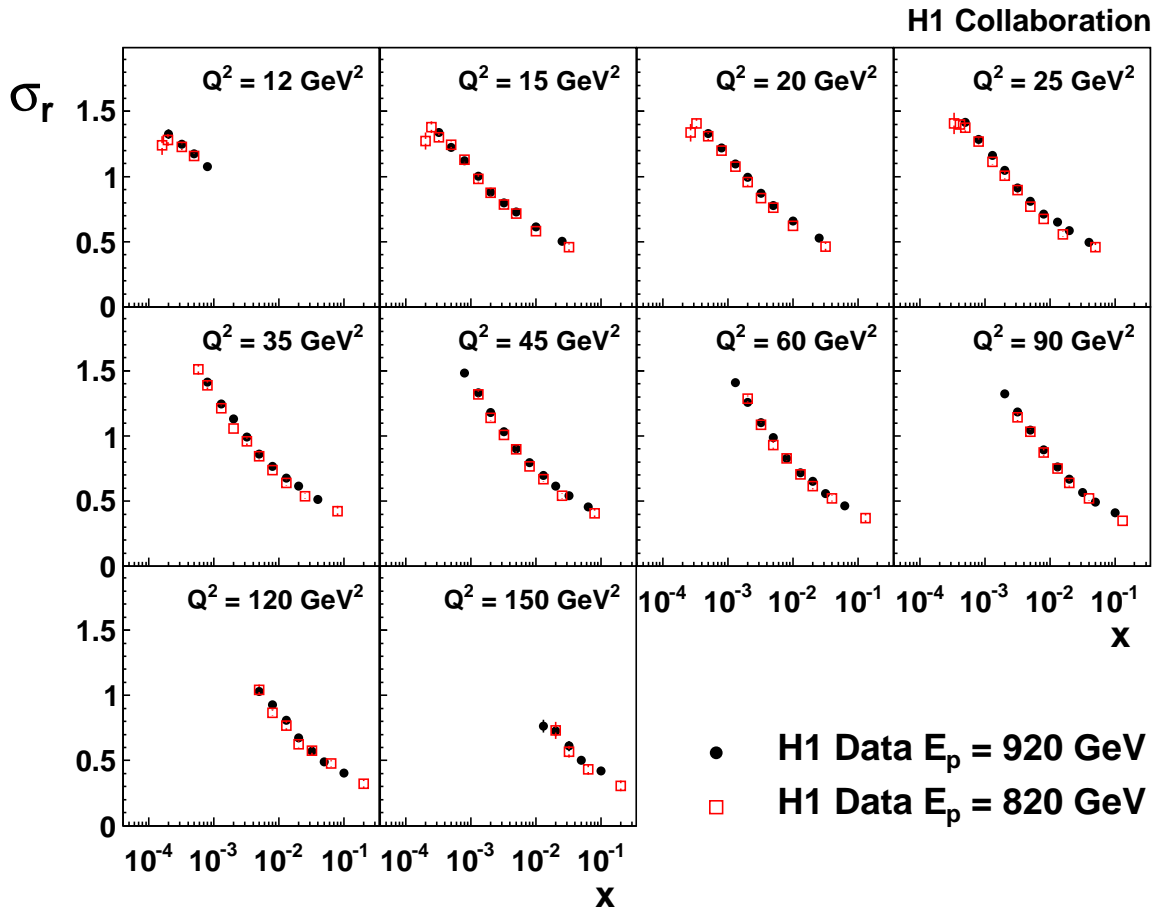 H1 Collaboration
σr
Q² = 12 GeV²
Q² = 15 GeV²
Q² = 20 GeV²
Q² = 25 GeV²
1.5
1
0.5
0
Q² = 35 GeV²
Q² = 45 GeV²
Q² = 60 GeV²
Q² = 90 GeV²
1.5
1
0.5
0
Q² = 120 GeV²
Q² = 150 GeV²
10⁻⁴ 10⁻³ 10⁻² 10⁻¹ 10⁻⁴ 10⁻³ 10⁻² 10⁻¹
x
1.5
1
0.5
0
H1 Data Ep = 920 GeV
H1 Data Ep = 820 GeV
10⁻⁴ 10⁻³ 10⁻² 10⁻¹ 10⁻⁴ 10⁻³ 10⁻² 10⁻¹
x